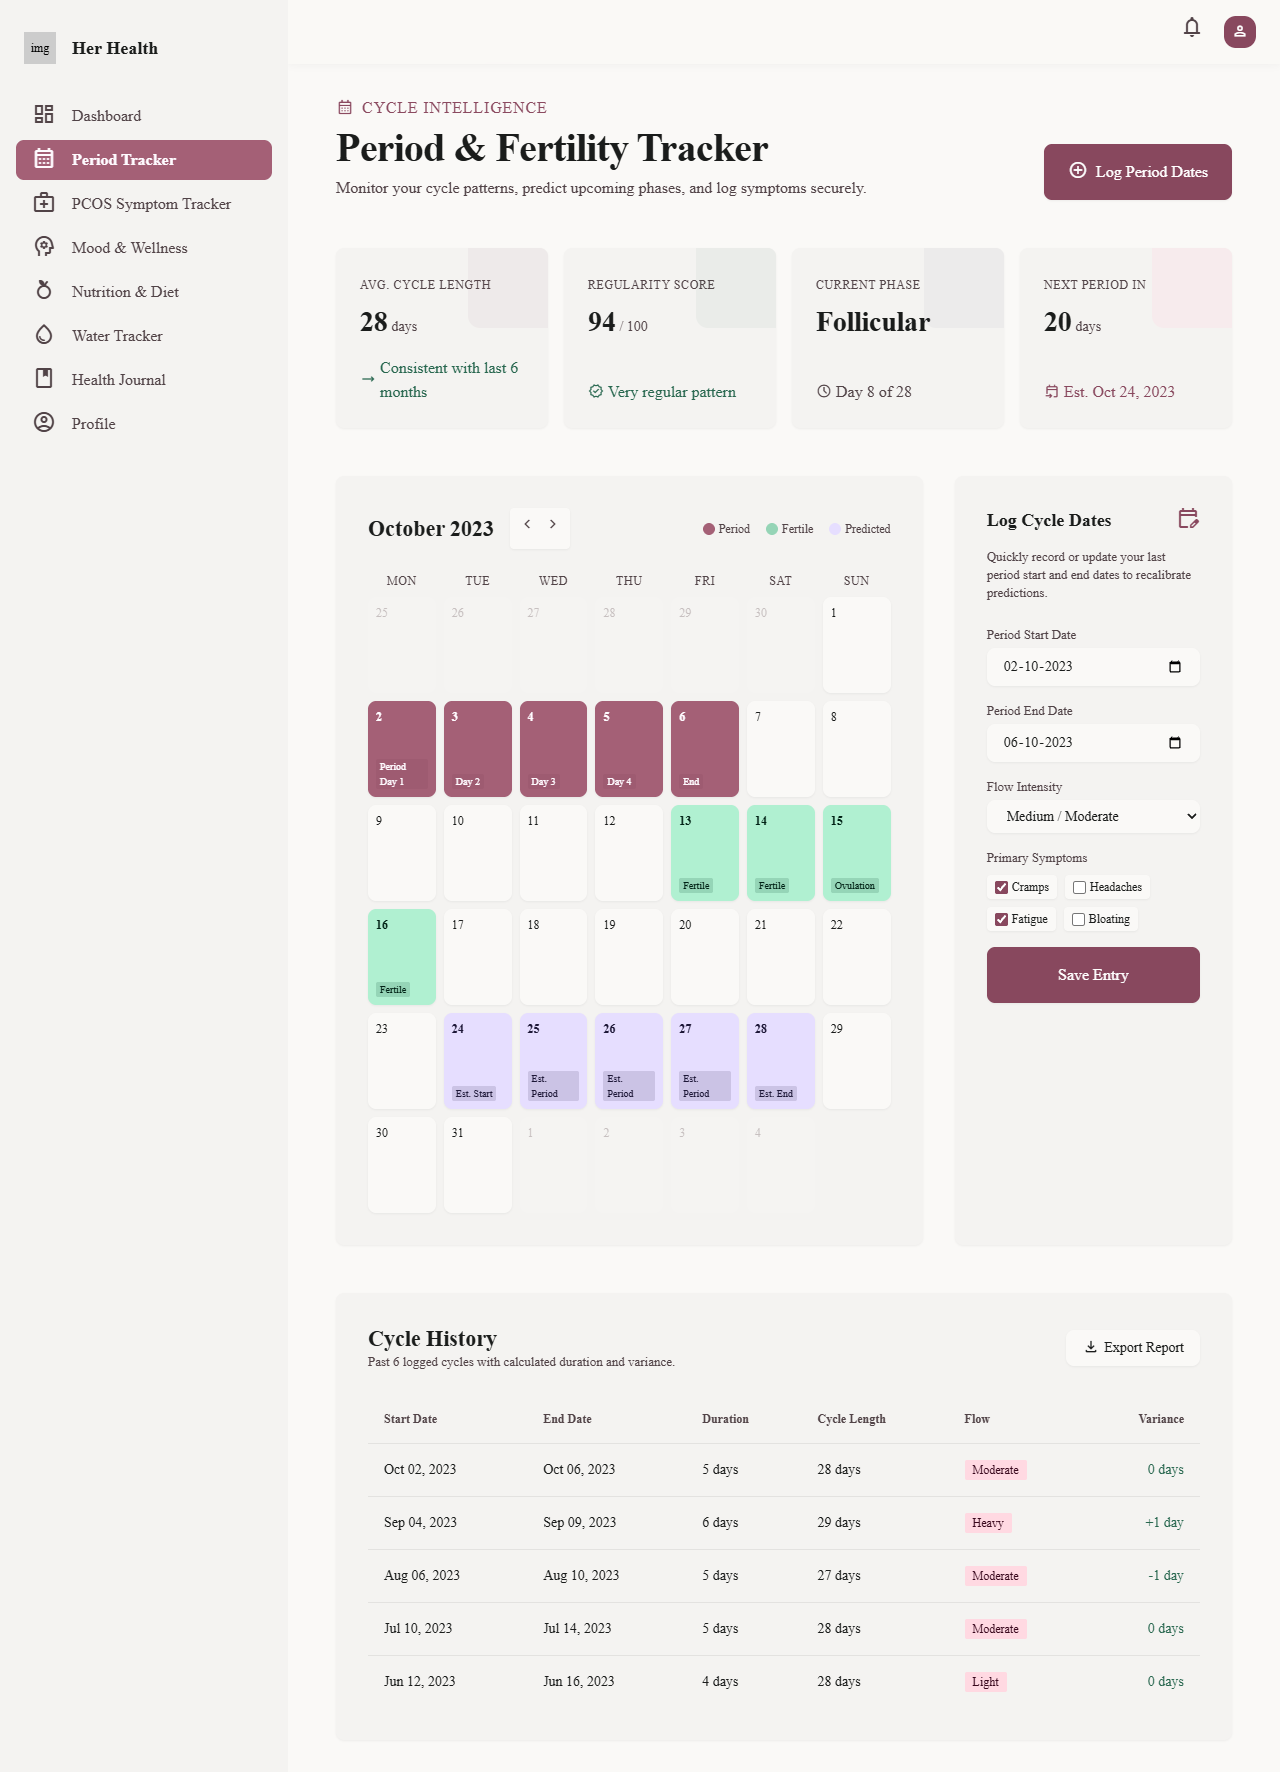 img
Her Health
Dashboard
Period Tracker
PCOS Symptom Tracker
Mood & Wellness
Nutrition & Diet
Water Tracker
Health Journal
Profile
CYCLE INTELLIGENCE
Period & Fertility Tracker
Monitor your cycle patterns, predict upcoming phases, and log symptoms securely.
Log Period Dates
AVG. CYCLE LENGTH
28 days
Consistent with last 6
months
REGULARITY SCORE
94 / 100
Very regular pattern
CURRENT PHASE
Follicular
Day 8 of 28
NEXT PERIOD IN
20 days
Est. Oct 24, 2023
October 2023
Period Fertile Predicted
MON TUE WED THU FRI SAT SUN
25 26 27 28 29 30 1
2 3 4 5 6 7 8
Period
Day 1 Day 2 Day 3 Day 4 End
9 10 11 12 13 14 15
Fertile Fertile Ovulation
16 17 18 19 20 21 22
Fertile
23 24 25 26 27 28 29
Est. Start Est. Period Est. Period Est. Period Est. End
30 31 1 2 3 4
Log Cycle Dates
Quickly record or update your last
period start and end dates to recalibrate
predictions.
Period Start Date
02-10-2023
Period End Date
06-10-2023
Flow Intensity
Medium / Moderate
Primary Symptoms
Cramps Headaches
Fatigue Bloating
Save Entry
Cycle History
Past 6 logged cycles with calculated duration and variance.
Export Report
Start Date End Date Duration Cycle Length Flow Variance
Oct 02, 2023 Oct 06, 2023 5 days 28 days Moderate 0 days
Sep 04, 2023 Sep 09, 2023 6 days 29 days Heavy +1 day
Aug 06, 2023 Aug 10, 2023 5 days 27 days Moderate -1 day
Jul 10, 2023 Jul 14, 2023 5 days 28 days Moderate 0 days
Jun 12, 2023 Jun 16, 2023 4 days 28 days Light 0 days